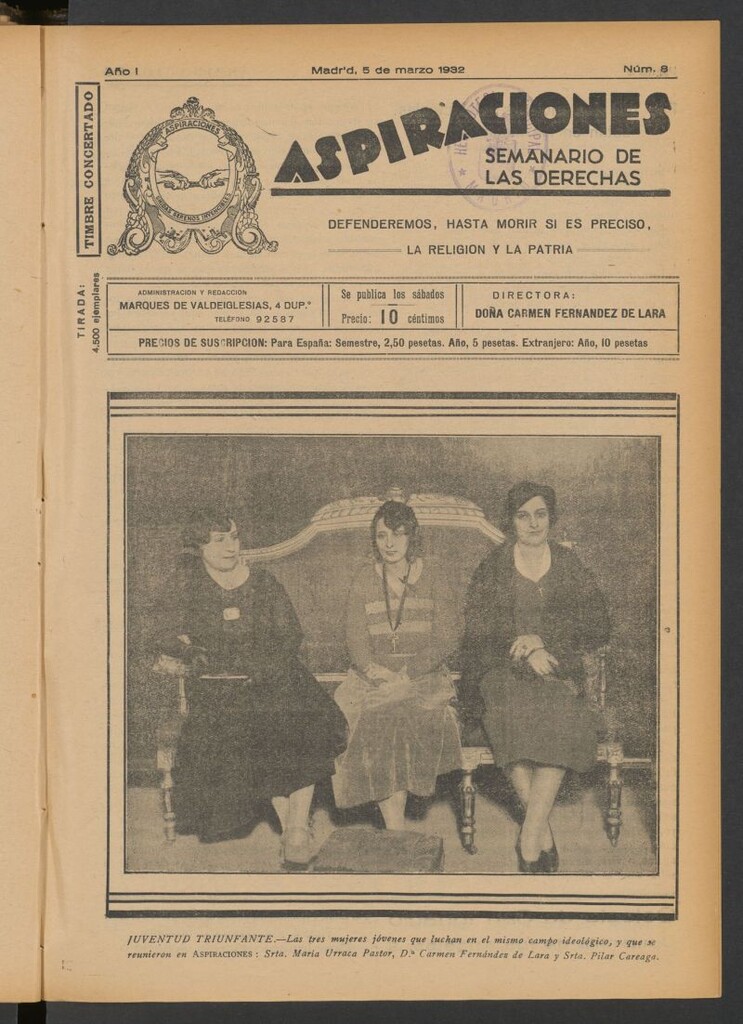 Año I
Madrid, 5 de marzo 1932
Núm. 8
TIMBRE CONCERTADO
ASPIRACIONES
ASPIRACIONES
SEMANARIO DE
LAS DERECHAS
DEFENDEREMOS, HASTA MORIR SI ES PRECISO,
LA RELIGION Y LA PATRIA
TIRADA:
4.500 ejemplares
ADMINISTRACION Y REDACCION
MARQUES DE VALDEIGLESIAS, 4 DUP.º
TELÉFONO 92587
Se publica los sábados
Precio: 10 céntimos
DIRECTORA:
DOÑA CARMEN FERNANDEZ DE LARA
PRECIOS DE SUSCRIPCION: Para España: Semestre, 2,50 pesetas. Año, 5 pesetas. Extranjero: Año, 10 pesetas
JUVENTUD TRIUNFANTE.—Las tres mujeres jóvenes que luchan en el mismo campo ideológico, y que se
reunieron en ASPIRACIONES: Srta. María Urraca Pastor, D.ª Carmen Fernández de Lara y Srta. Pilar Careaga.